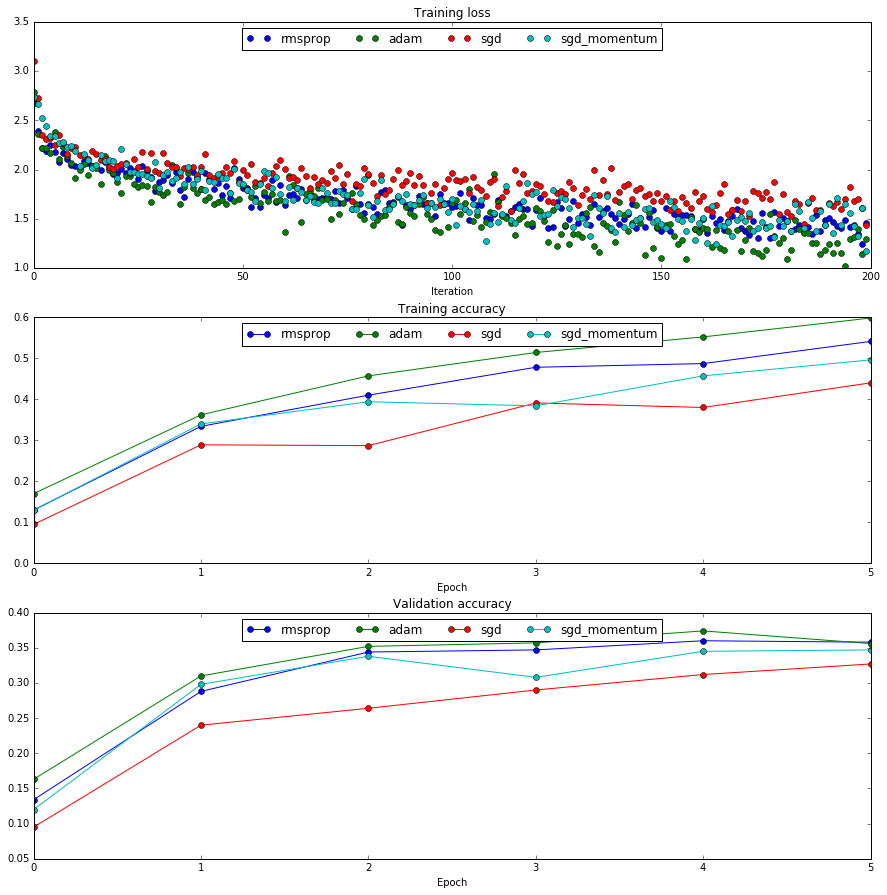 Training loss
3.5
rmsprop adam sgd sgd_momentum
3.0
2.5
2.0
1.5
1.0
0 50 100 150 200
Iteration
Training accuracy
0.6
rmsprop adam sgd sgd_momentum
0.5
0.4
0.3
0.2
0.1
0.0
0 1 2 3 4 5
Epoch
Validation accuracy
0.40
rmsprop adam sgd sgd_momentum
0.35
0.30
0.25
0.20
0.15
0.10
0.05
0 1 2 3 4 5
Epoch